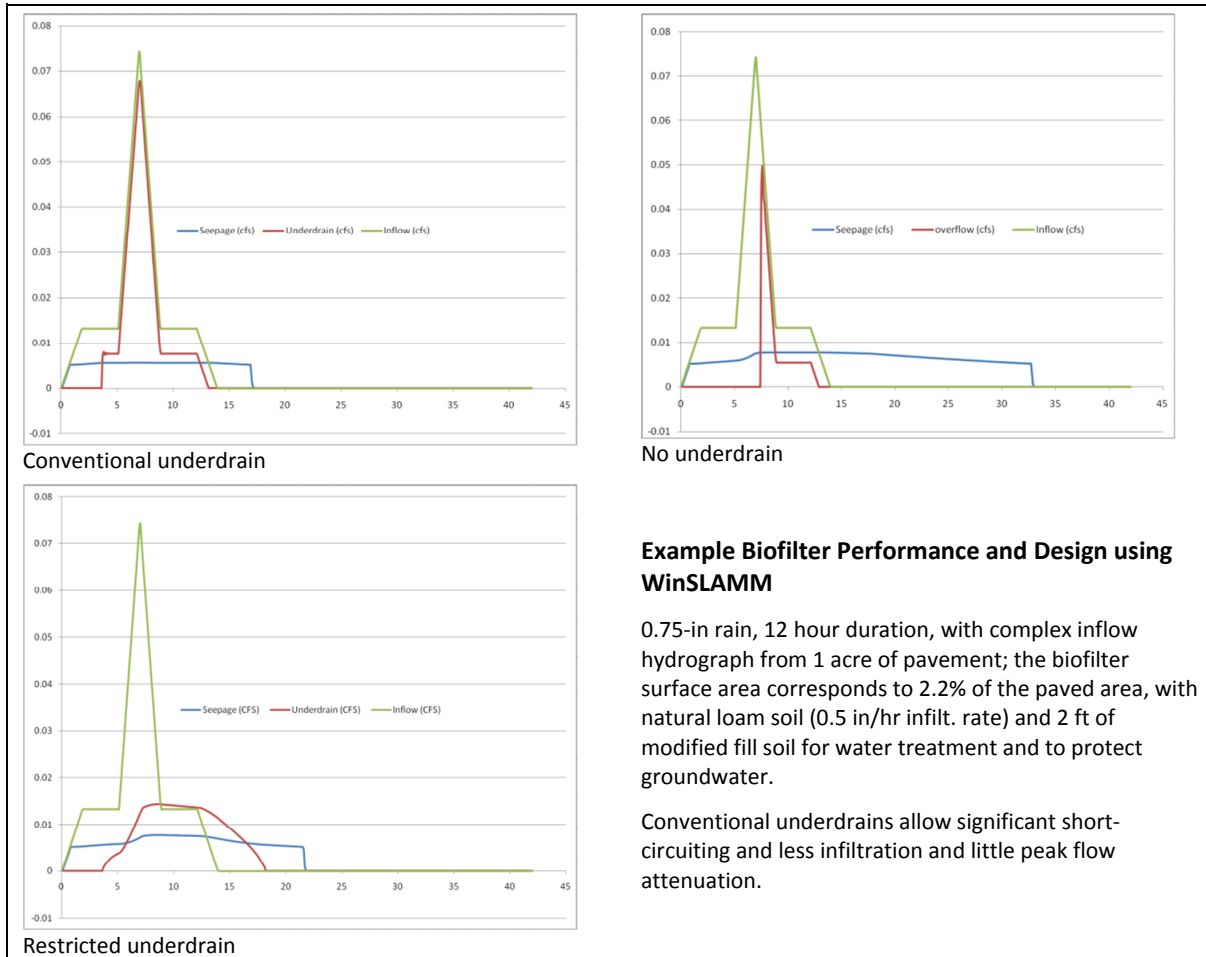 0.08
0.07
0.06
0.05
0.04
0.03
0.02
0.01
0
-0.01
0 5 10 15 20 25 30 35 40 45
Seepage (cfs) Underdrain (cfs) Inflow (cfs)
Conventional underdrain
0.08
0.07
0.06
0.05
0.04
0.03
0.02
0.01
0
-0.01
0 5 10 15 20 25 30 35 40 45
Seepage (cfs) overflow (cfs) Inflow (cfs)
No underdrain
0.08
0.07
0.06
0.05
0.04
0.03
0.02
0.01
0
-0.01
0 5 10 15 20 25 30 35 40 45
Seepage (CFS) Underdrain (CFS) Inflow (CFS)
Restricted underdrain
Example Biofilter Performance and Design using
WinSLAMM
0.75-in rain, 12 hour duration, with complex inflow
hydrograph from 1 acre of pavement; the biofilter
surface area corresponds to 2.2% of the paved area, with
natural loam soil (0.5 in/hr infilt. rate) and 2 ft of
modified fill soil for water treatment and to protect
groundwater.
Conventional underdrains allow significant short-
circuiting and less infiltration and little peak flow
attenuation.